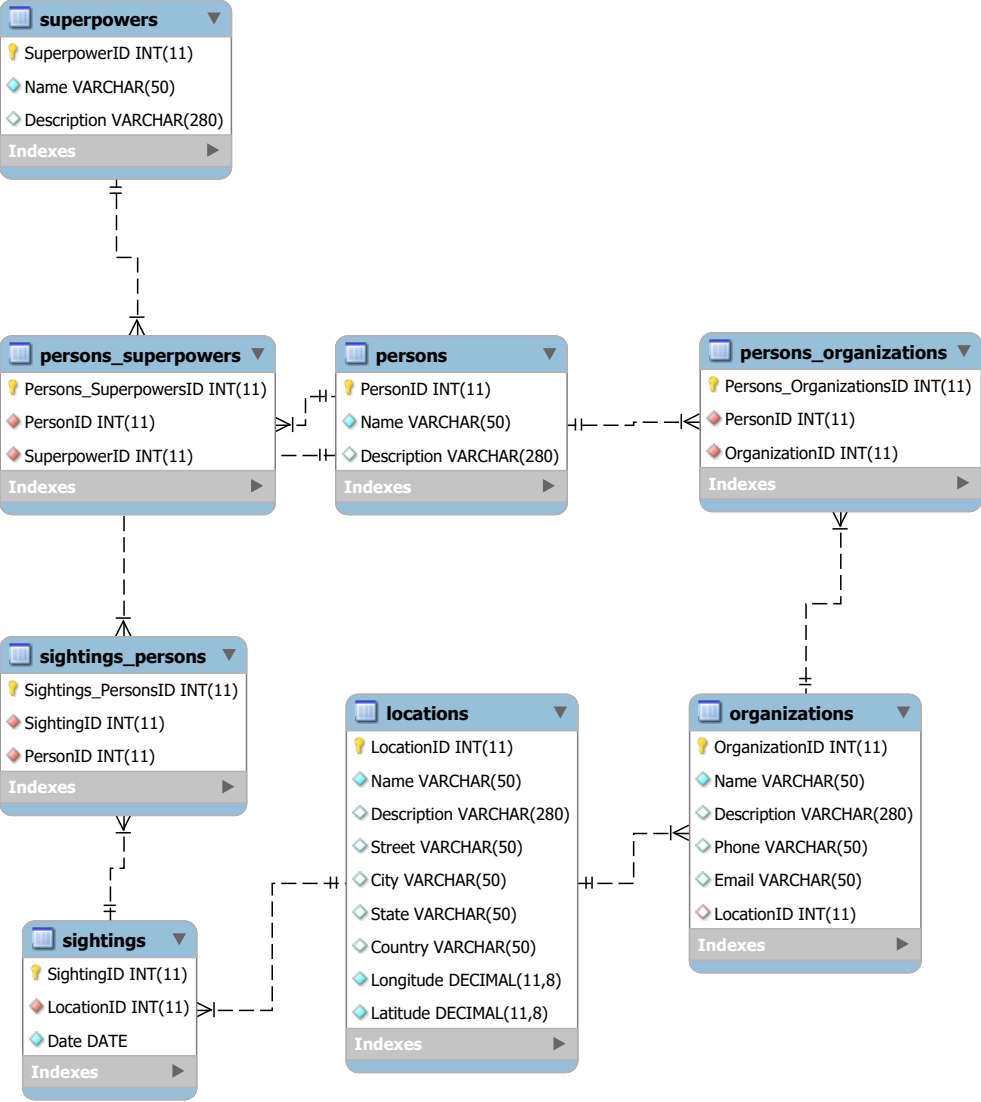 superpowers
SuperpowerID INT(11)
Name VARCHAR(50)
Description VARCHAR(280)
Indexes
persons_superpowers
Persons_SuperpowersID INT(11)
PersonID INT(11)
SuperpowerID INT(11)
Indexes
persons
PersonID INT(11)
Name VARCHAR(50)
Description VARCHAR(280)
Indexes
persons_organizations
Persons_OrganizationsID INT(11)
PersonID INT(11)
OrganizationID INT(11)
Indexes
sightings_persons
Sightings_PersonsID INT(11)
SightingID INT(11)
PersonID INT(11)
Indexes
locations
LocationID INT(11)
Name VARCHAR(50)
Description VARCHAR(280)
Street VARCHAR(50)
City VARCHAR(50)
State VARCHAR(50)
Country VARCHAR(50)
Longitude DECIMAL(11,8)
Latitude DECIMAL(11,8)
Indexes
organizations
OrganizationID INT(11)
Name VARCHAR(50)
Description VARCHAR(280)
Phone VARCHAR(50)
Email VARCHAR(50)
LocationID INT(11)
Indexes
sightings
SightingID INT(11)
LocationID INT(11)
Date DATE
Indexes